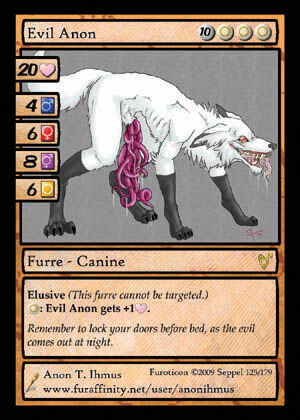 Evil Anon 10
20
4
6
8
6
Furre - Canine
Elusive (This furre cannot be targeted.)
: Evil Anon gets +1
Remember to lock your doors before bed, as the evil
comes out at night.
Anon T. Ihmus Furoticon ©2009 Seppel 125/179
www.furaffinity.net/user/anonihmus